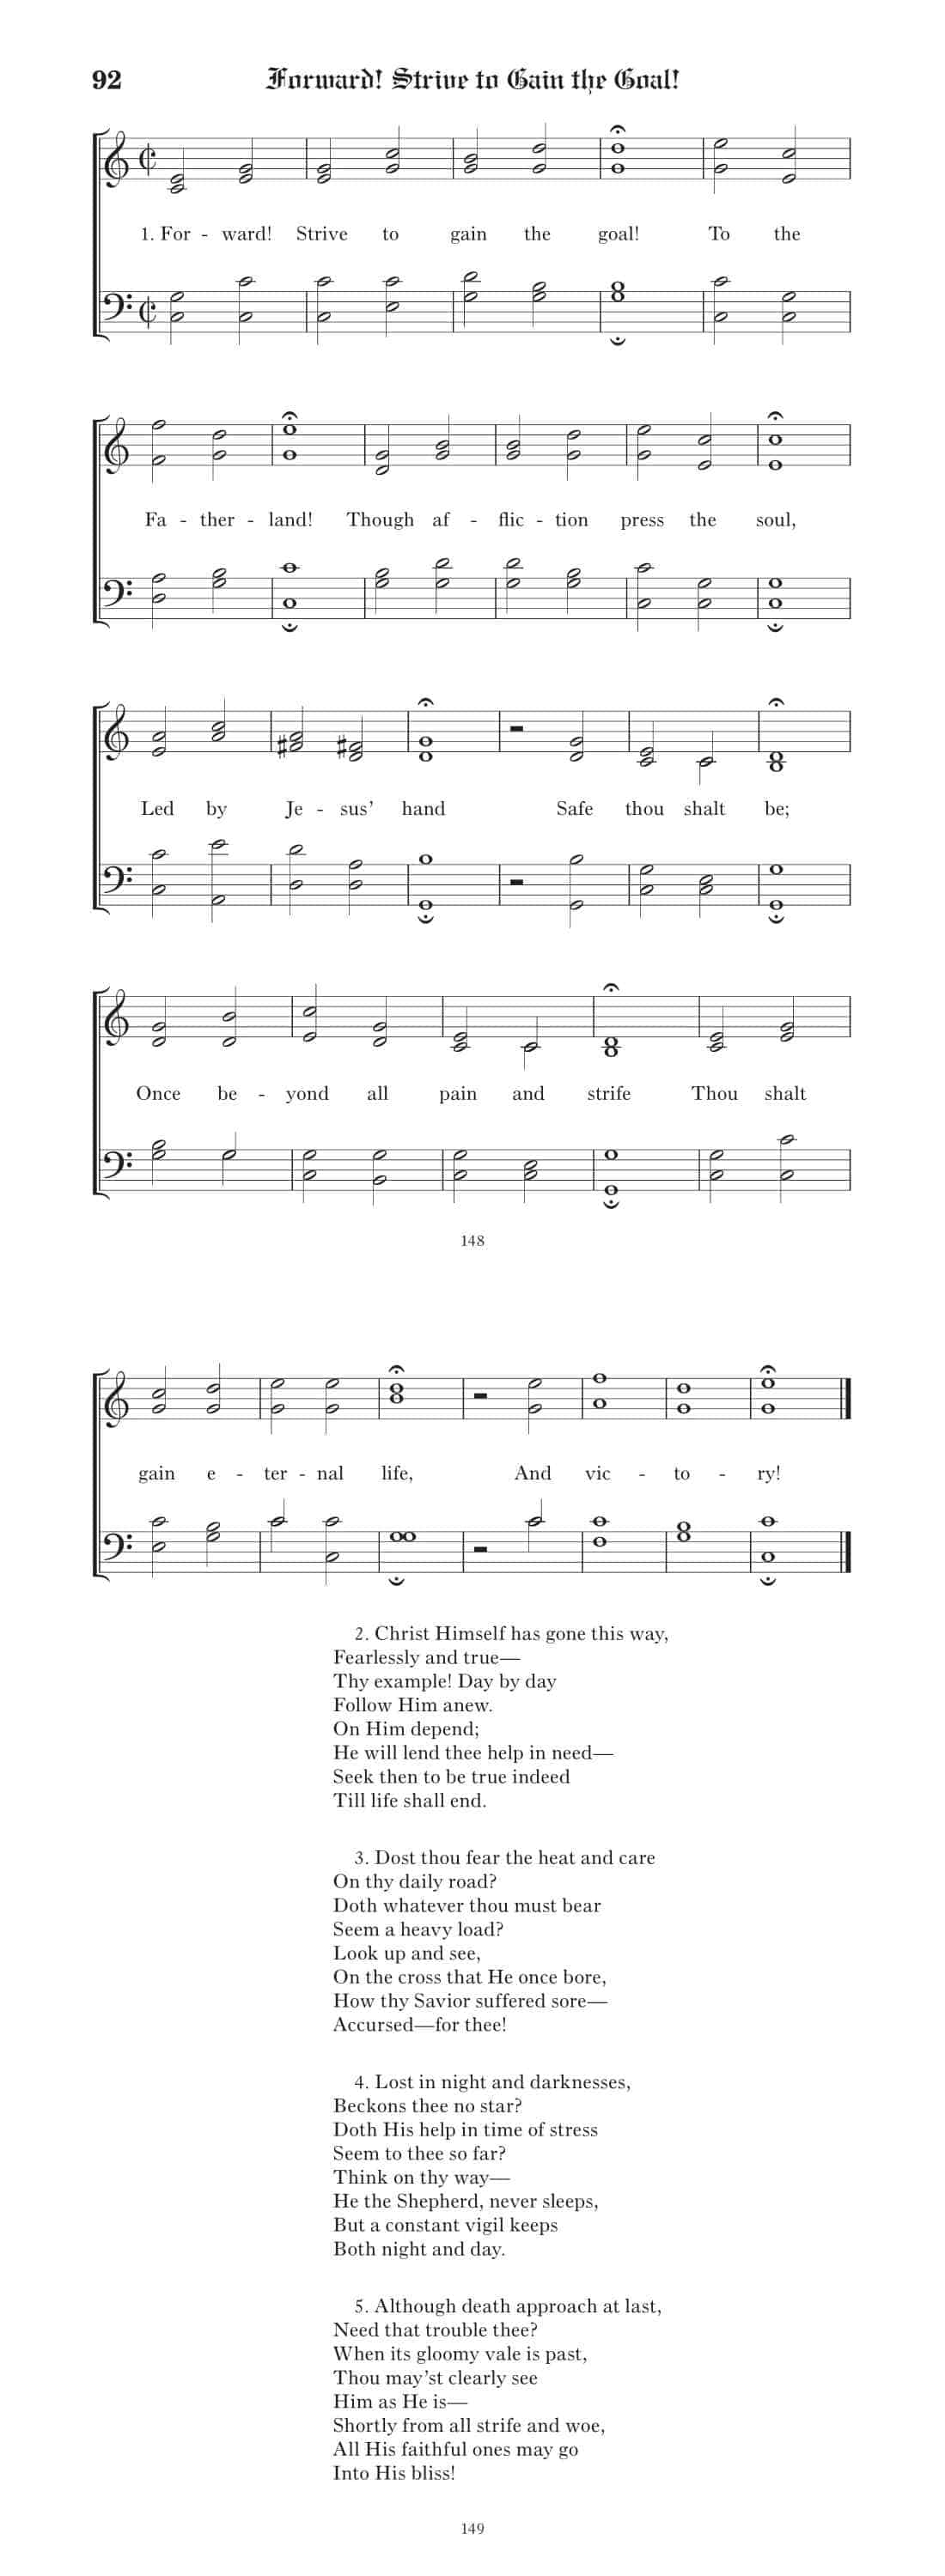 92 Forward! Strive to Gain the Goal!
1. For - ward! Strive to gain the goal! To the
Fa - ther - land! Though af - flic - tion press the soul,
Led by Je - sus’ hand Safe thou shalt be;
Once be - yond all pain and strife Thou shalt
148
gain e - ter - nal life, And vic - to - ry!
2. Christ Himself has gone this way,
Fearlessly and true—
Thy example! Day by day
Follow Him anew.
On Him depend;
He will lend thee help in need—
Seek then to be true indeed
Till life shall end.
3. Dost thou fear the heat and care
On thy daily road?
Doth whatever thou must bear
Seem a heavy load?
Look up and see,
On the cross that He once bore,
How thy Savior suffered sore—
Accursed—for thee!
4. Lost in night and darknesses,
Beckons thee no star?
Doth His help in time of stress
Seem to thee so far?
Think on thy way—
He the Shepherd, never sleeps,
But a constant vigil keeps
Both night and day.
5. Although death approach at last,
Need that trouble thee?
When its gloomy vale is past,
Thou may’st clearly see
Him as He is—
Shortly from all strife and woe,
All His faithful ones may go
Into His bliss!
149